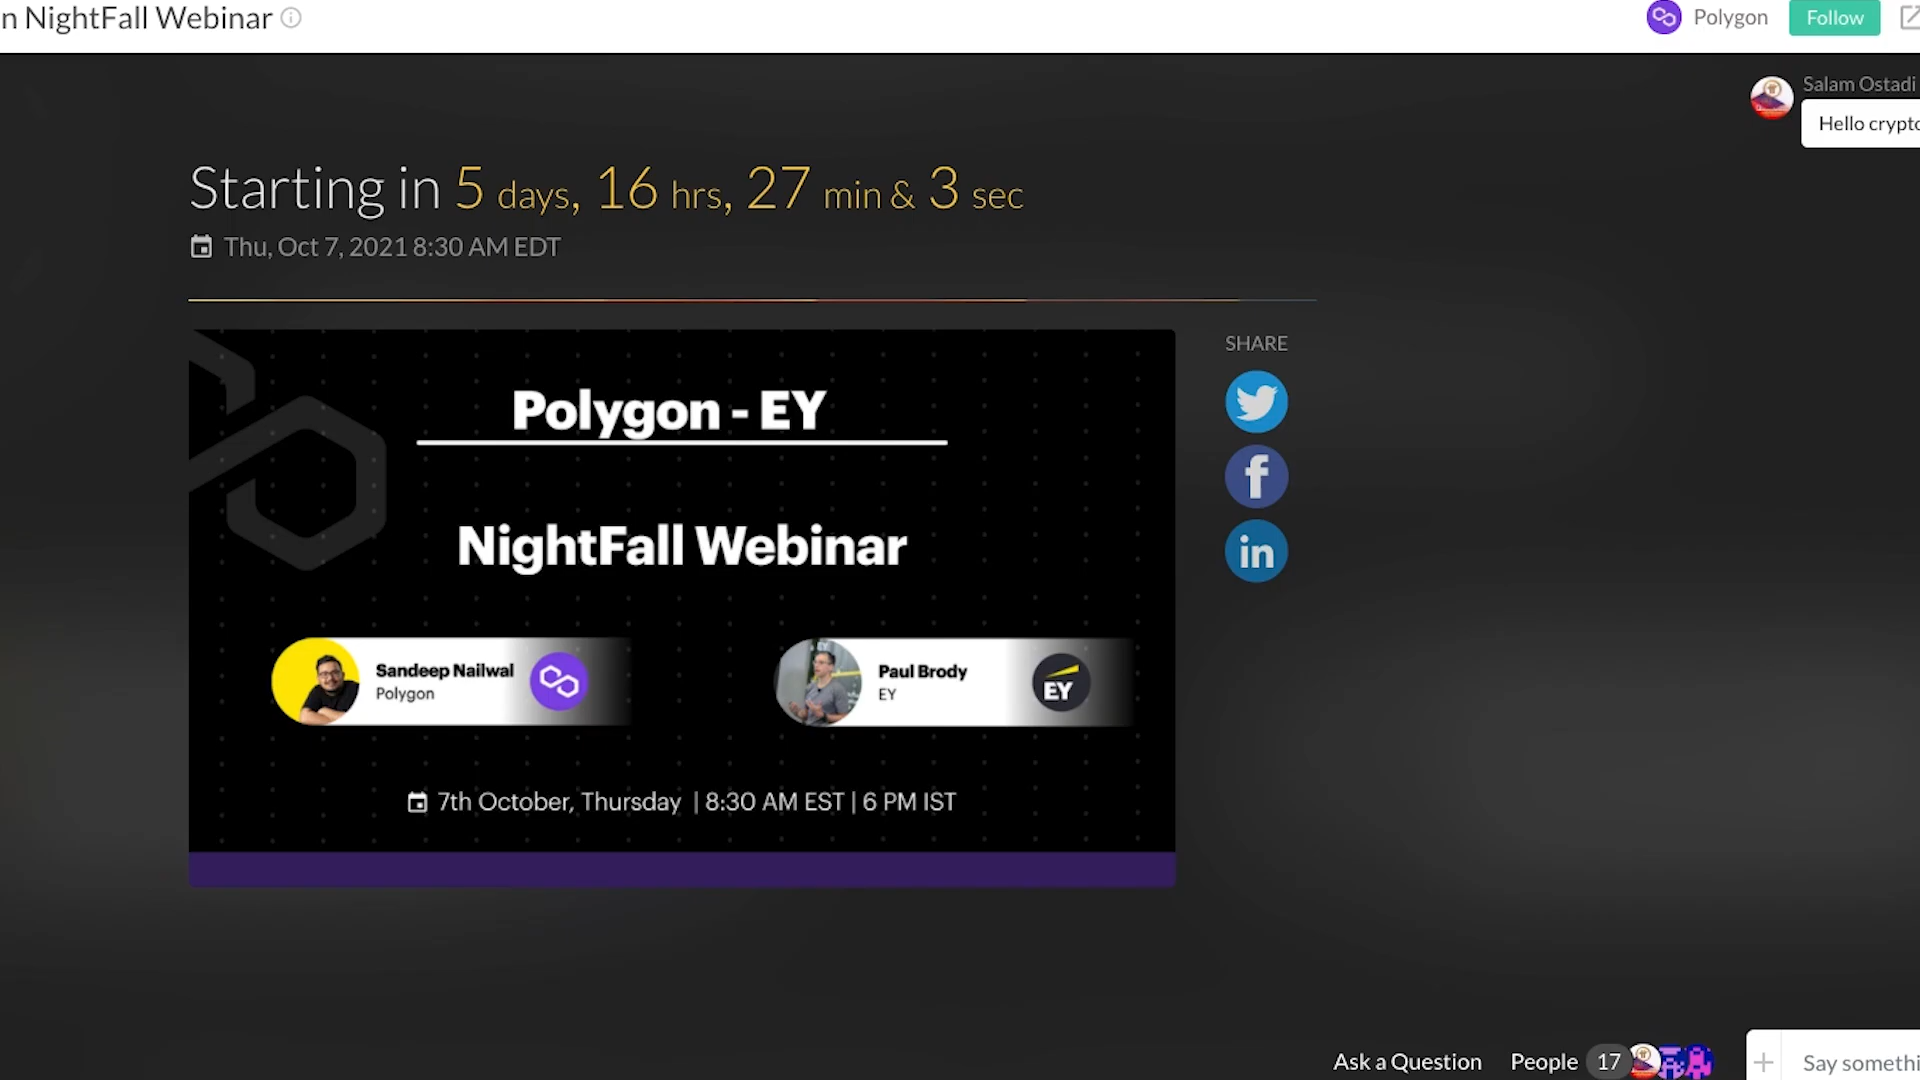 n NightFall Webinar
Polygon
Follow
Salam Ostadi
Hello crypto
Starting in 5 days, 16 hrs, 27 min & 3 sec
Thu, Oct 7, 2021 8:30 AM EDT
SHARE
Polygon - EY
NightFall Webinar
Sandeep Nailwal
Polygon
Paul Brody
EY
EY
7th October, Thursday | 8:30 AM EST | 6 PM IST
Ask a Question
People 17
Say somethi